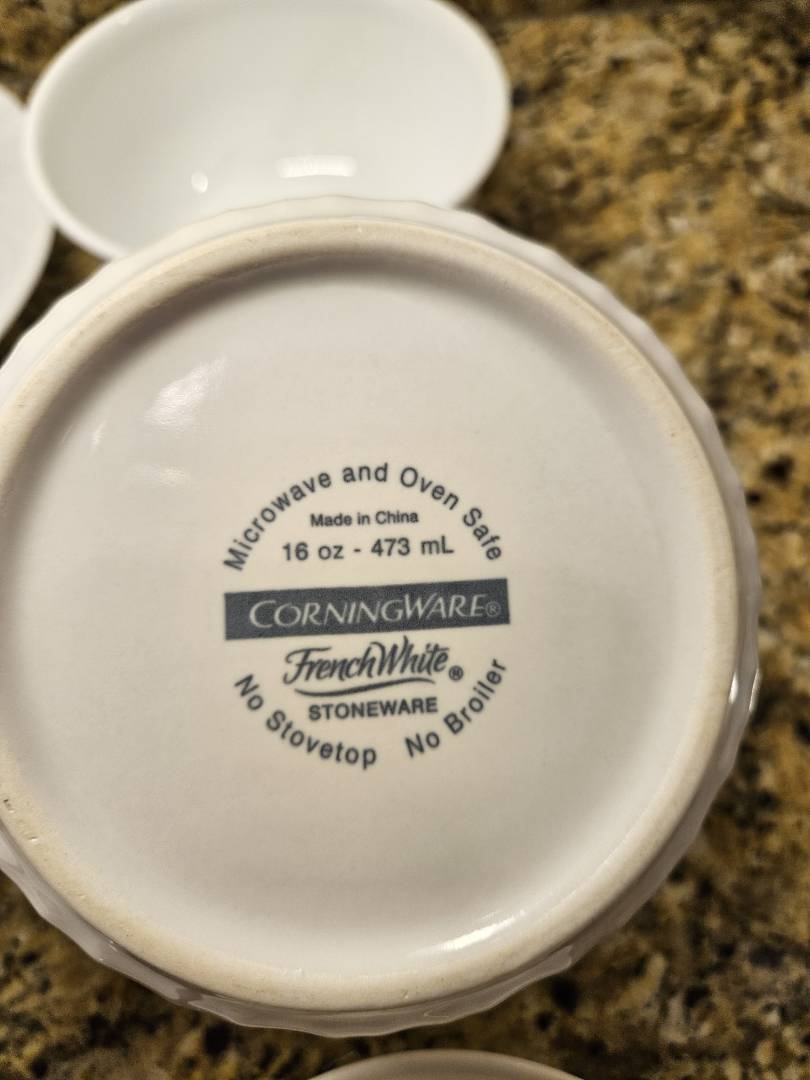 Microwave and Oven Safe
Made in China
16 oz - 473 mL
CORNINGWARE®
FrenchWhite®
STONEWARE
No Stovetop No Broiler